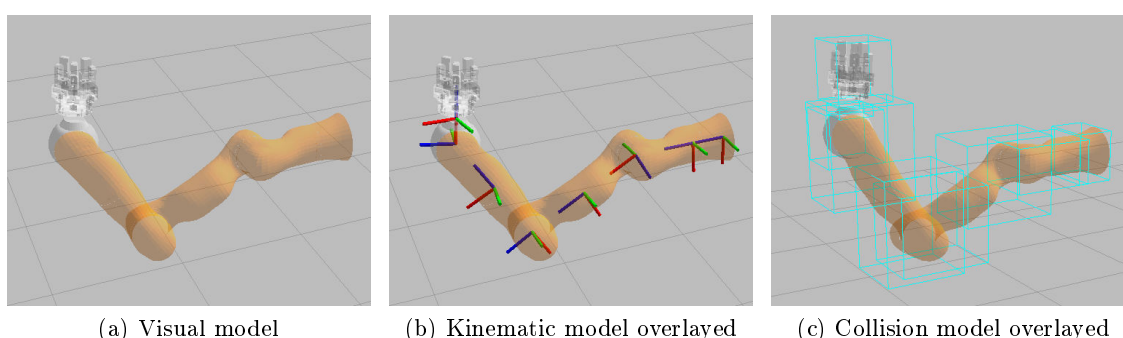 (a) Visual model
(b) Kinematic model overlayed
(c) Collision model overlayed